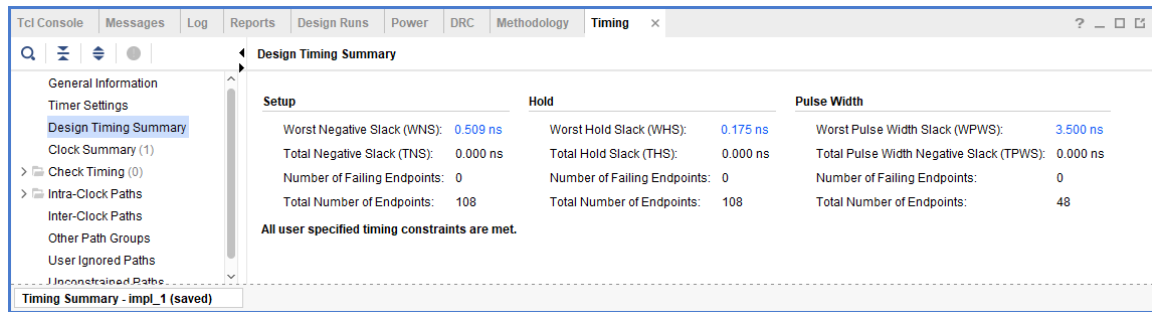 Tcl Console Messages Log Reports Design Runs Power DRC Methodology Timing × ? _
Design Timing Summary
General Information
Timer Settings
Design Timing Summary
Clock Summary (1)
> Check Timing (0)
> Intra-Clock Paths
Inter-Clock Paths
Other Path Groups
User Ignored Paths
Unconstrained Paths
Setup Hold Pulse Width
Worst Negative Slack (WNS): 0.509 ns Worst Hold Slack (WHS): 0.175 ns Worst Pulse Width Slack (WPWS): 3.500 ns
Total Negative Slack (TNS): 0.000 ns Total Hold Slack (THS): 0.000 ns Total Pulse Width Negative Slack (TPWS): 0.000 ns
Number of Failing Endpoints: 0 Number of Failing Endpoints: 0 Number of Failing Endpoints: 0
Total Number of Endpoints: 108 Total Number of Endpoints: 108 Total Number of Endpoints: 48
All user specified timing constraints are met.
Timing Summary - impl_1 (saved)